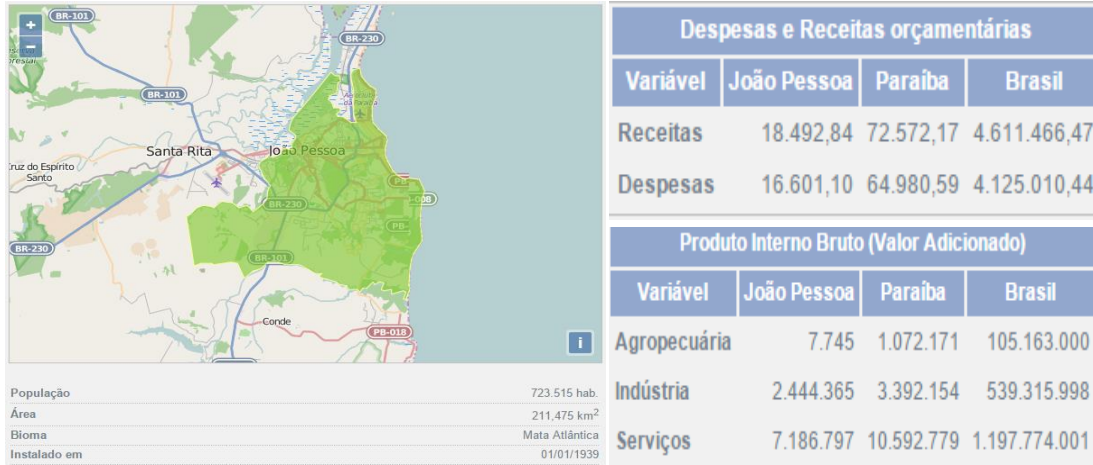 +
−
BR-101
BR-230
BR-101
Santa Rita
João Pessoa
Cruz do Espírito
Santo
BR-230
BR-230
BR-101
Conde
PB-018
i
População 723.515 hab.
Área 211,475 km²
Bioma Mata Atlântica
Instalado em 01/01/1939
Despesas e Receitas orçamentárias
Variável João Pessoa Paraíba Brasil
Receitas 18.492,84 72.572,17 4.611.466,47
Despesas 16.601,10 64.980,59 4.125.010,44
Produto Interno Bruto (Valor Adicionado)
Variável João Pessoa Paraíba Brasil
Agropecuária 7.745 1.072.171 105.163.000
Indústria 2.444.365 3.392.154 539.315.998
Serviços 7.186.797 10.592.779 1.197.774.001